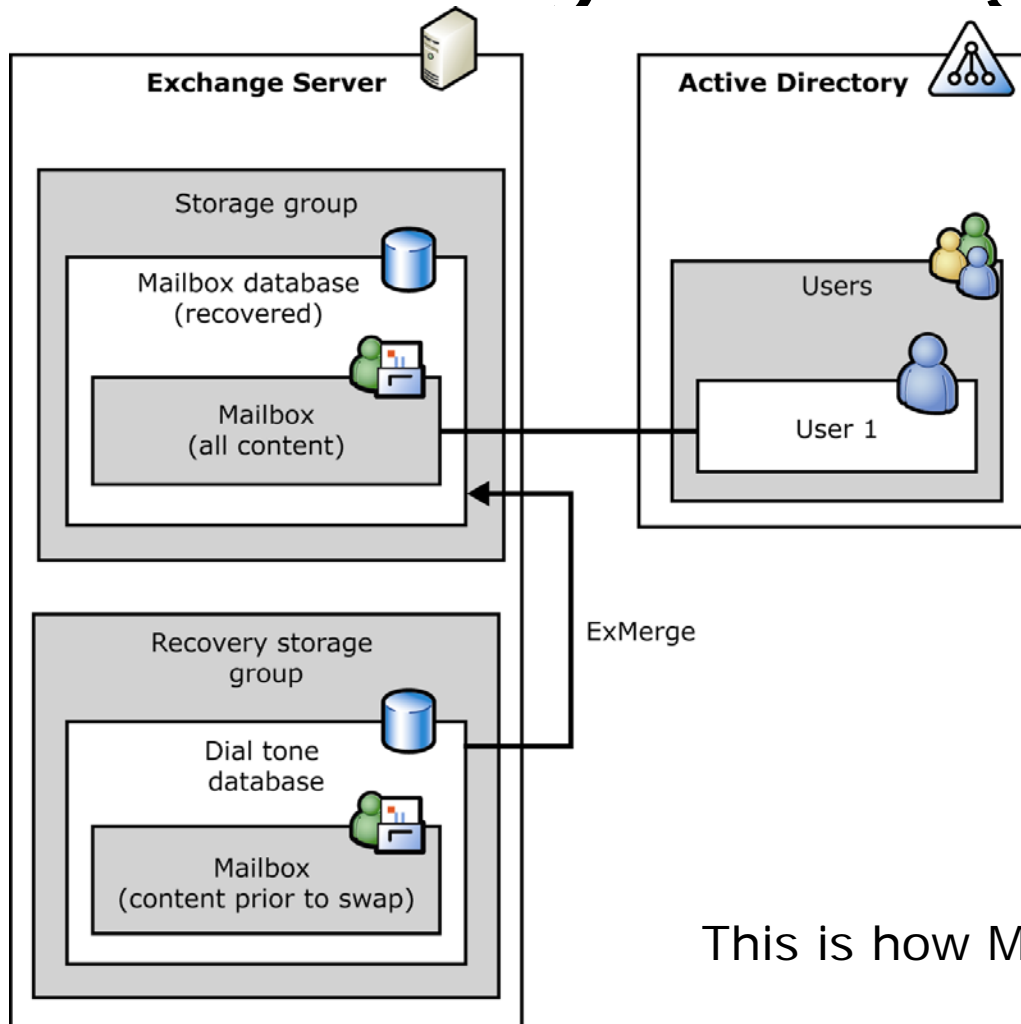 Exchange Server
Active Directory
Storage group
Mailbox database
(recovered)
Mailbox
(all content)
Users
User 1
ExMerge
Recovery storage
group
Dial tone
database
Mailbox
(content prior to swap)
This is how M